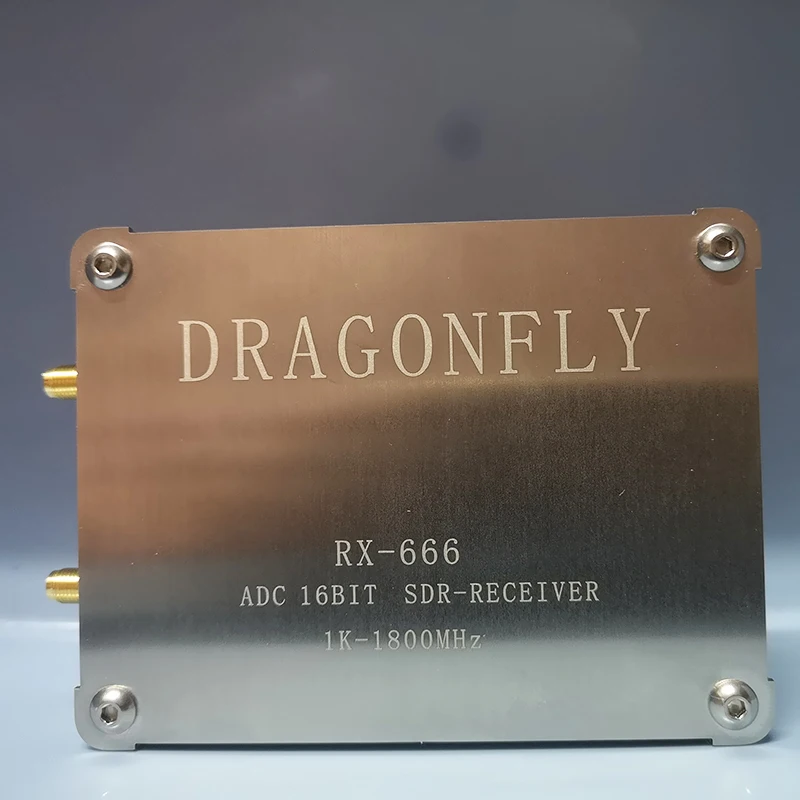 DRAGONFLY
RX-666
ADC 16BIT SDR-RECEIVER
1K-1800MHz